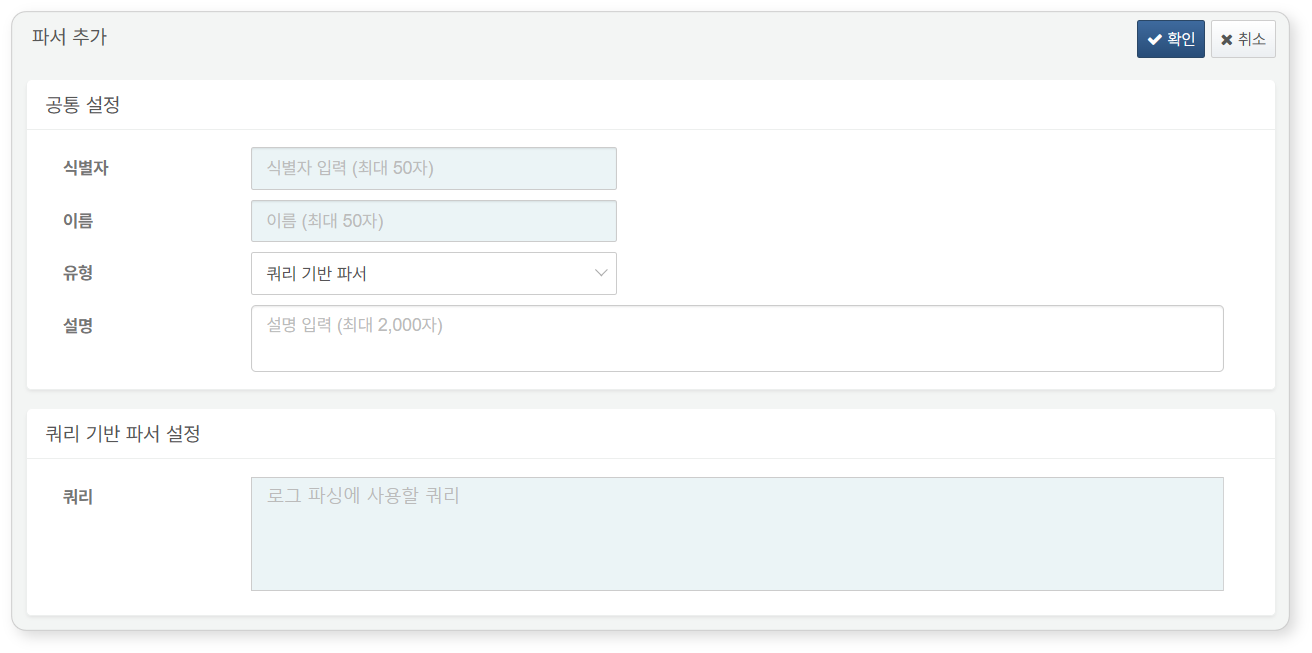 파서 추가
확인
취소
공통 설정
식별자
식별자 입력 (최대 50자)
이름
이름 (최대 50자)
유형
쿼리 기반 파서
설명
설명 입력 (최대 2,000자)
쿼리 기반 파서 설정
쿼리
로그 파싱에 사용할 쿼리